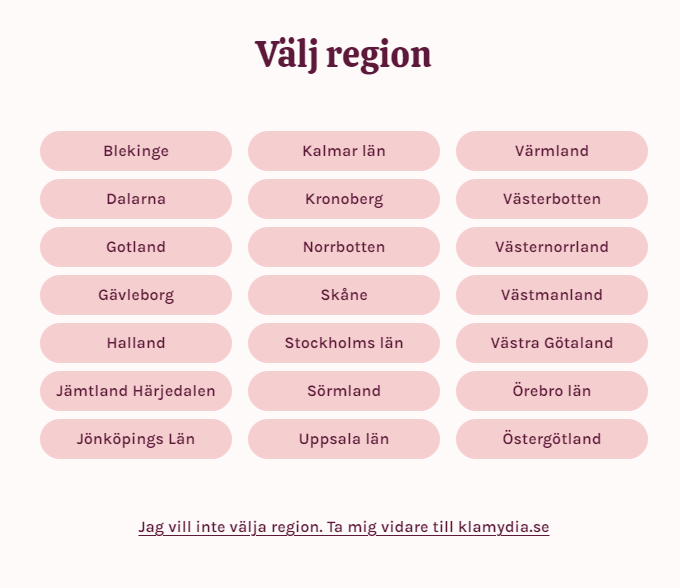 Välj region
Blekinge
Kalmar län
Värmland
Dalarna
Kronoberg
Västerbotten
Gotland
Norrbotten
Västernorrland
Gävleborg
Skåne
Västmanland
Halland
Stockholms län
Västra Götaland
Jämtland Härjedalen
Sörmland
Örebro län
Jönköpings Län
Uppsala län
Östergötland
Jag vill inte välja region. Ta mig vidare till klamydia.se